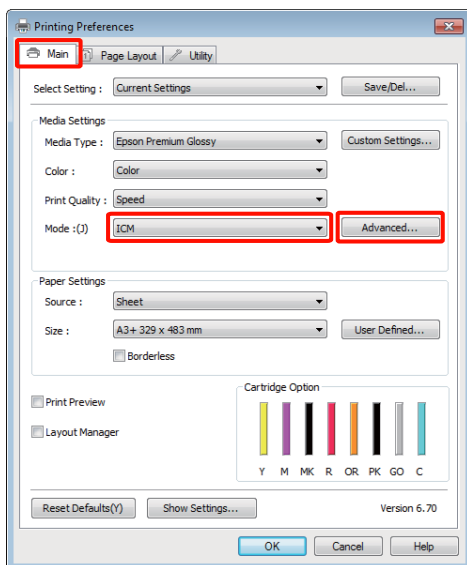 Printing Preferences
Main Page Layout Utility
Select Setting : Current Settings Save/Del...
Media Settings
Media Type : Epson Premium Glossy Custom Settings...
Color : Color
Print Quality : Speed
Mode :(J) ICM Advanced...
Paper Settings
Source : Sheet
Size : A3+ 329 x 483 mm User Defined...
Borderless
Print Preview
Layout Manager
Cartridge Option
Y M MK R OR PK GO C
Reset Defaults(Y) Show Settings... Version 6.70
OK Cancel Help